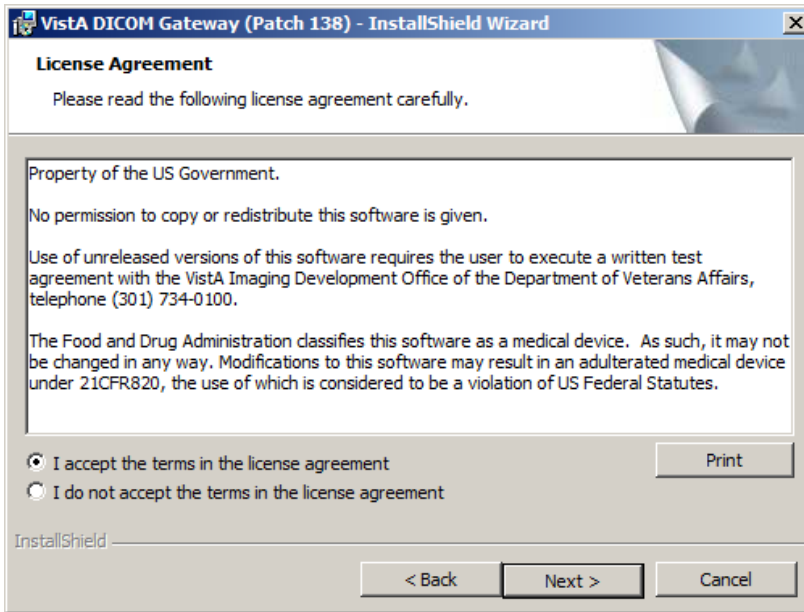 VistA DICOM Gateway (Patch 138) - InstallShield Wizard
License Agreement
Please read the following license agreement carefully.
Property of the US Government.
No permission to copy or redistribute this software is given.
Use of unreleased versions of this software requires the user to execute a written test
agreement with the VistA Imaging Development Office of the Department of Veterans Affairs,
telephone (301) 734-0100.
The Food and Drug Administration classifies this software as a medical device.  As such, it may not
be changed in any way. Modifications to this software may result in an adulterated medical device
under 21CFR820, the use of which is considered to be a violation of US Federal Statutes.
I accept the terms in the license agreement
Print
I do not accept the terms in the license agreement
InstallShield
< Back
Next >
Cancel